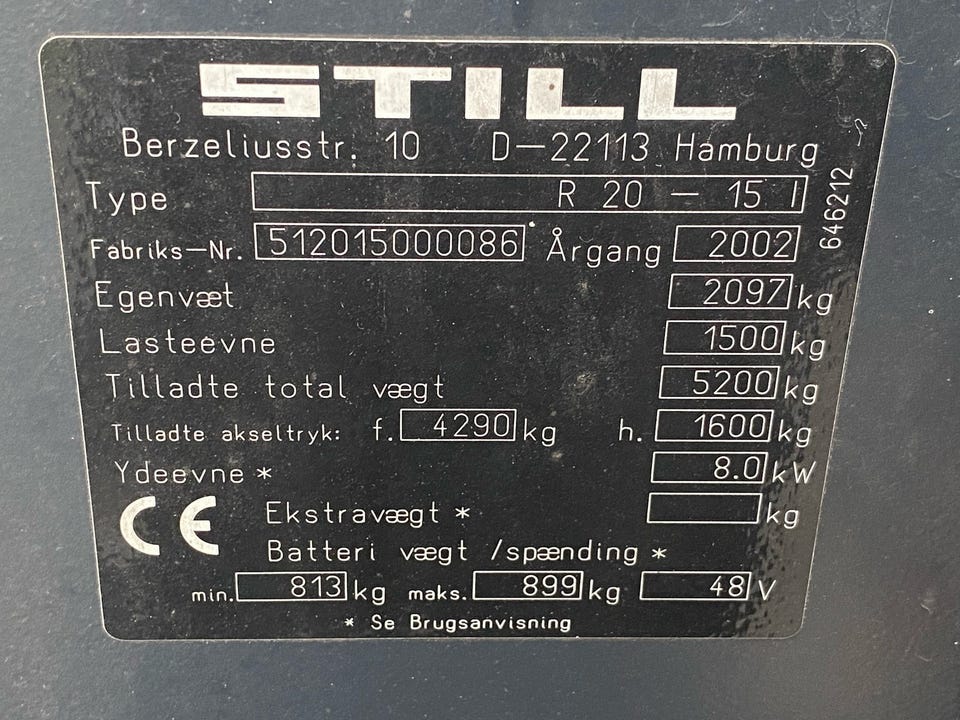 STILL
Berzeliusstr. 10 D-22113 Hamburg
Type R 20 - 15 I
Fabriks-Nr. 512015000086 Årgang 2002
Egenvæt 2097 kg
Lasteevne 1500 kg
Tilladte total vægt 5200 kg
Tilladte akseltryk: f. 4290 kg h. 1600 kg
Ydeevne * 8.0 kW
CE
Ekstravægt * kg
Batteri vægt /spænding *
min. 813 kg maks. 899 kg 48 V
* Se Brugsanvisning
646212